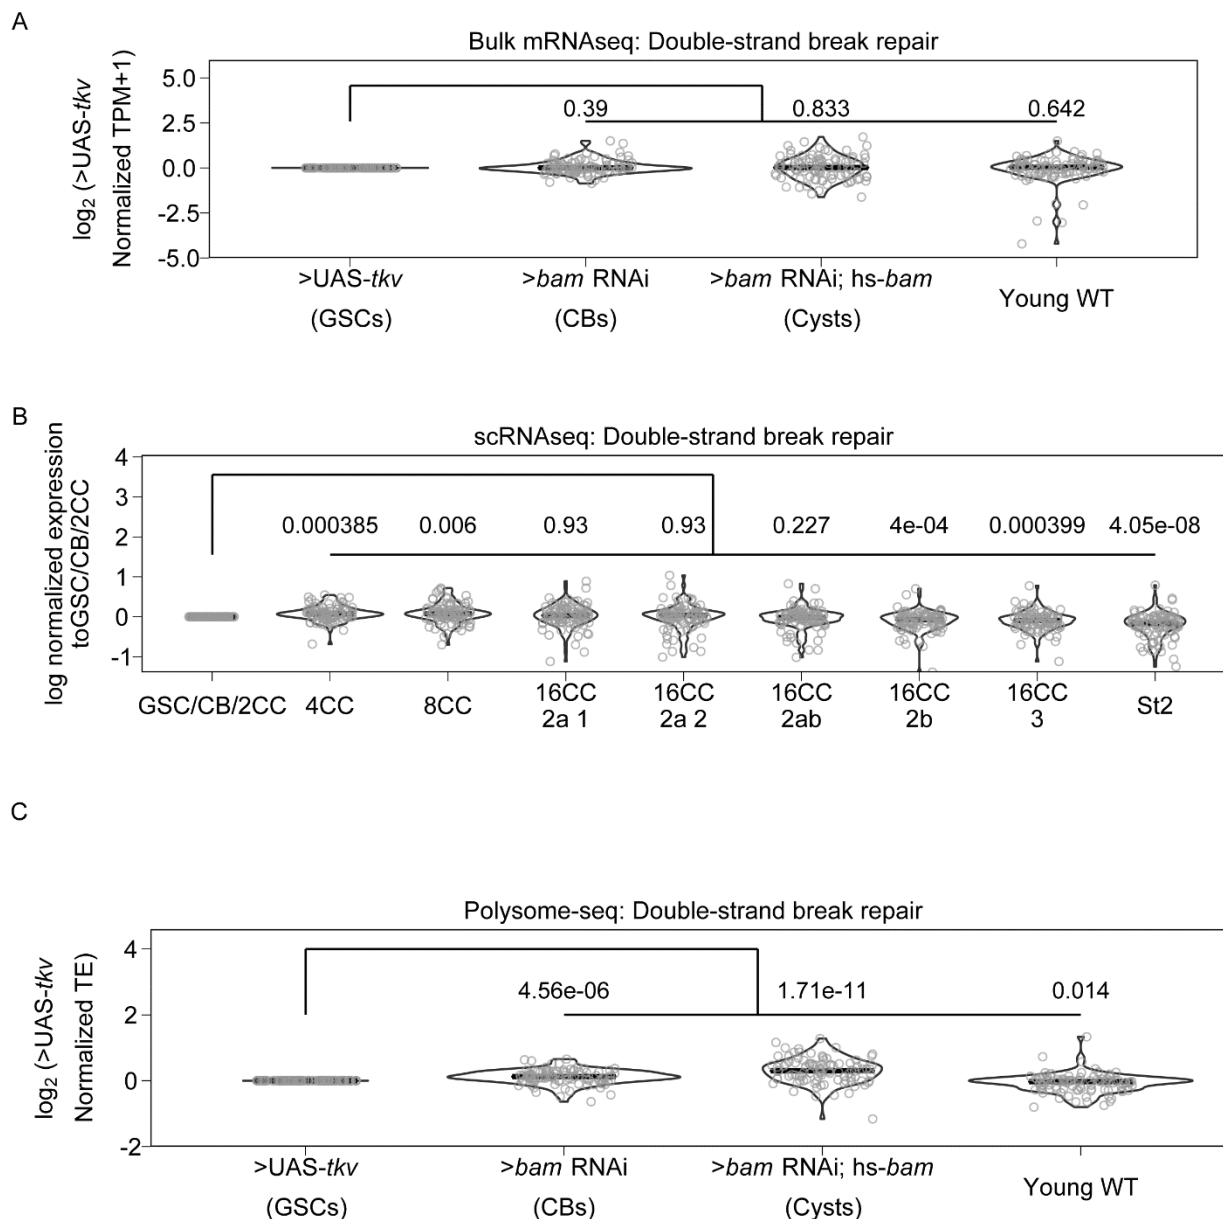 A
Bulk mRNAseq: Double-strand break repair
log2 (>UAS-tkv
Normalized TPM+1)
5.0
2.5
0.0
-2.5
-5.0
0.39
0.833
0.642
>UAS-tkv
(GSCs)
>bam RNAi
(CBs)
>bam RNAi; hs-bam
(Cysts)
Young WT
B
scRNAseq: Double-strand break repair
log normalized expression
toGSC/CB/2CC
4
3
2
1
0
-1
0.000385
0.006
0.93
0.93
0.227
4e-04
0.000399
4.05e-08
GSC/CB/2CC
4CC
8CC
16CC
2a 1
16CC
2a 2
16CC
2ab
16CC
2b
16CC
3
St2
C
Polysome-seq: Double-strand break repair
log2 (>UAS-tkv
Normalized TE)
4
2
0
-2
4.56e-06
1.71e-11
0.014
>UAS-tkv
(GSCs)
>bam RNAi
(CBs)
>bam RNAi; hs-bam
(Cysts)
Young WT